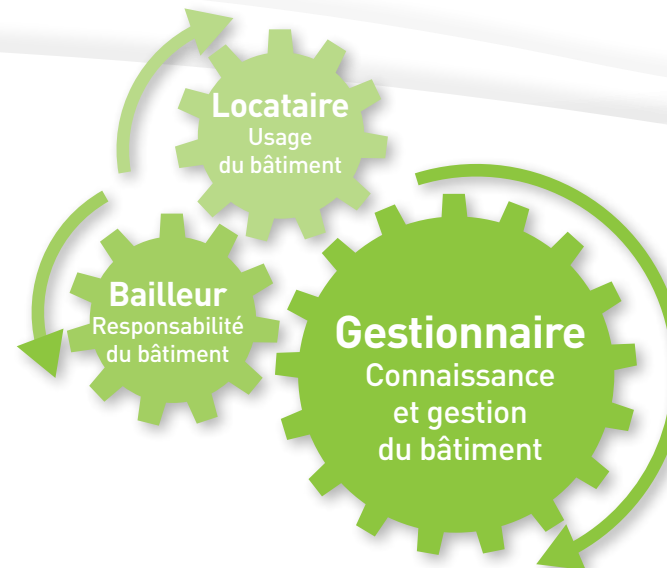 Locataire
Usage
du bâtiment
Bailleur
Responsabilité
du bâtiment
Gestionnaire
Connaissance
et gestion
du bâtiment